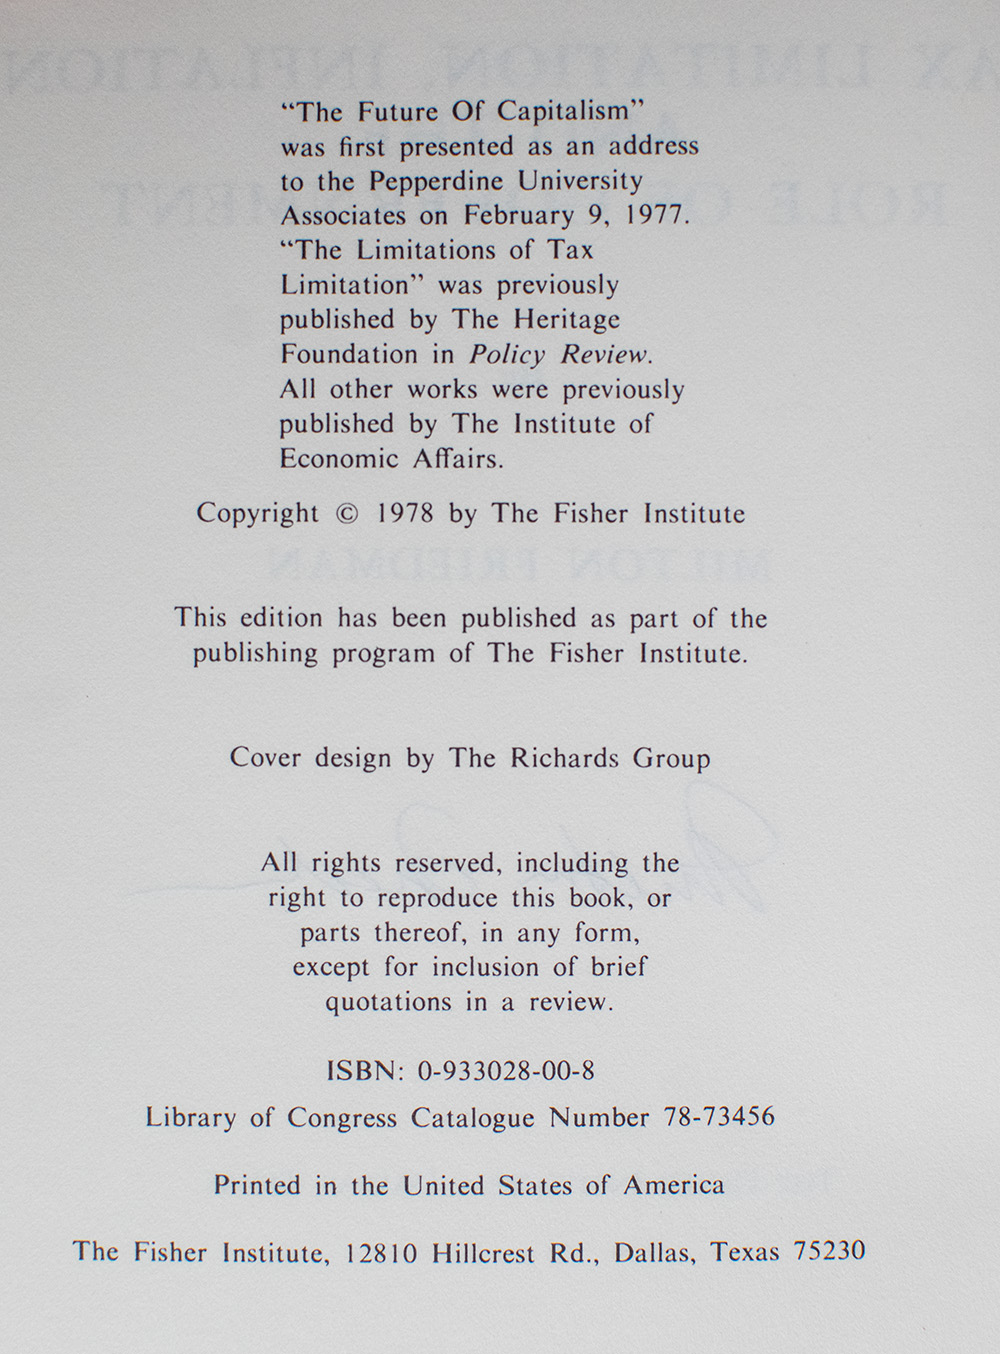 “The Future Of Capitalism”
was first presented as an address
to the Pepperdine University
Associates on February 9, 1977.
“The Limitations of Tax
Limitation” was previously
published by The Heritage
Foundation in Policy Review.
All other works were previously
published by The Institute of
Economic Affairs.
Copyright © 1978 by The Fisher Institute
This edition has been published as part of the
publishing program of The Fisher Institute.
Cover design by The Richards Group
All rights reserved, including the
right to reproduce this book, or
parts thereof, in any form,
except for inclusion of brief
quotations in a review.
ISBN: 0-933028-00-8
Library of Congress Catalogue Number 78-73456
Printed in the United States of America
The Fisher Institute, 12810 Hillcrest Rd., Dallas, Texas 75230